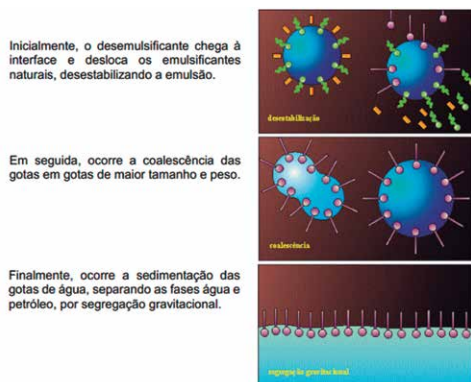 Inicialmente, o desemulsificante chega à
interface e desloca os emulsificantes
naturais, desestabilizando a emulsão.
desestabilização
Em seguida, ocorre a coalescência das
gotas em gotas de maior tamanho e peso.
coalescência
Finalmente, ocorre a sedimentação das
gotas de água, separando as fases água e
petróleo, por segregação gravitacional.
segregação gravitacional